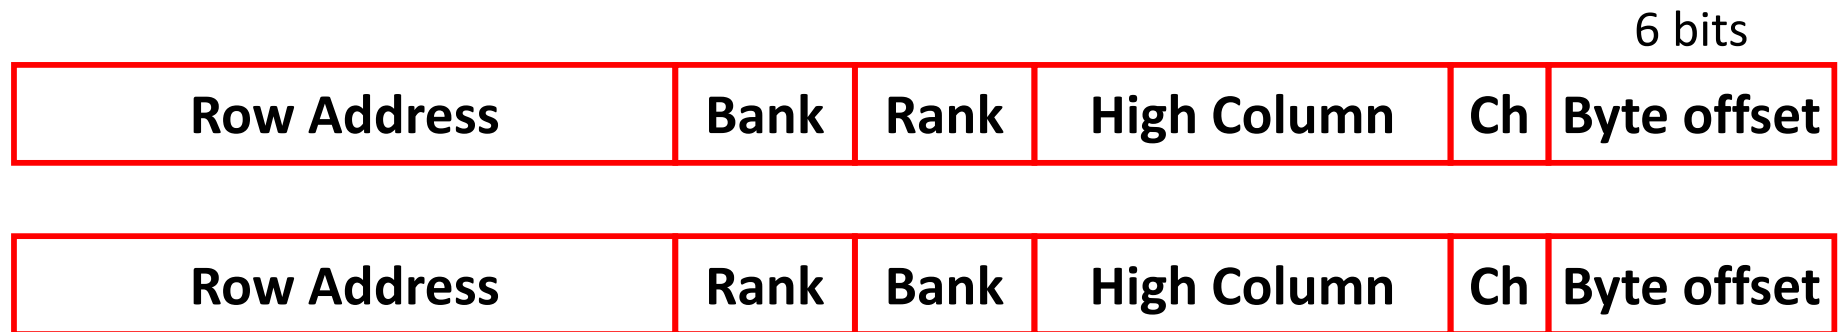 6 bits
Row Address Bank Rank High Column Ch Byte offset
Row Address Rank Bank High Column Ch Byte offset